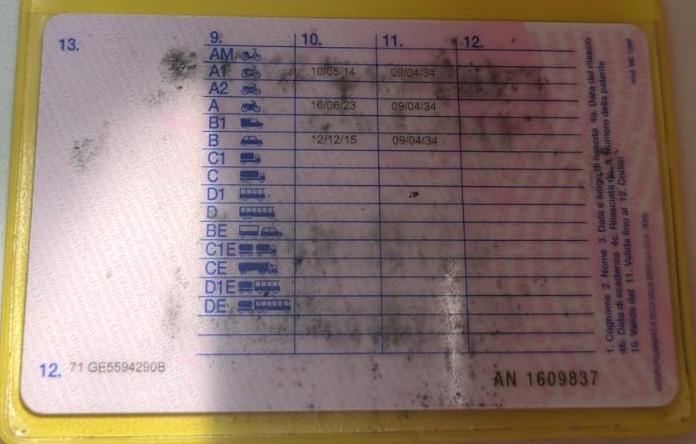 13.
9. 10. 11. 12.
AM
A1 10/05/14 09/04/34
A2
A 16/06/23 09/04/34
B1
B 12/12/15 09/04/34
C1
C
D1
D
BE
C1E
CE
D1E
DE
12. 71 GE5594290B
AN 1609837
1. Cognome 2. Nome 3. Data e luogo di nascita 4a. Data del rilascio
4b. Data di scadenza 4c. Rilasciata da 5. Numero della patente
10. Valida dal 11. Valida fino al 12. Codici